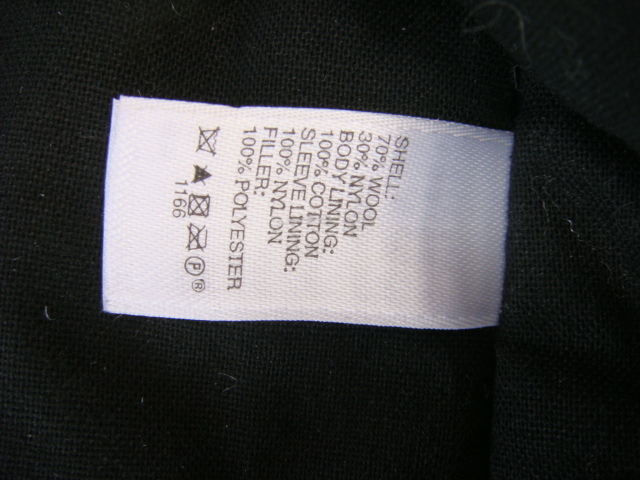 SHELL:
70% WOOL
30% NYLON
BODY LINING:
100% COTTON
SLEEVE LINING:
100% NYLON
FILLER:
100% POLYESTER
P ®
1166